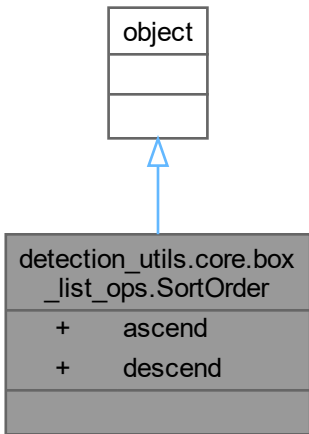 object
detection_utils.core.box
_list_ops.SortOrder
+ ascend
+ descend